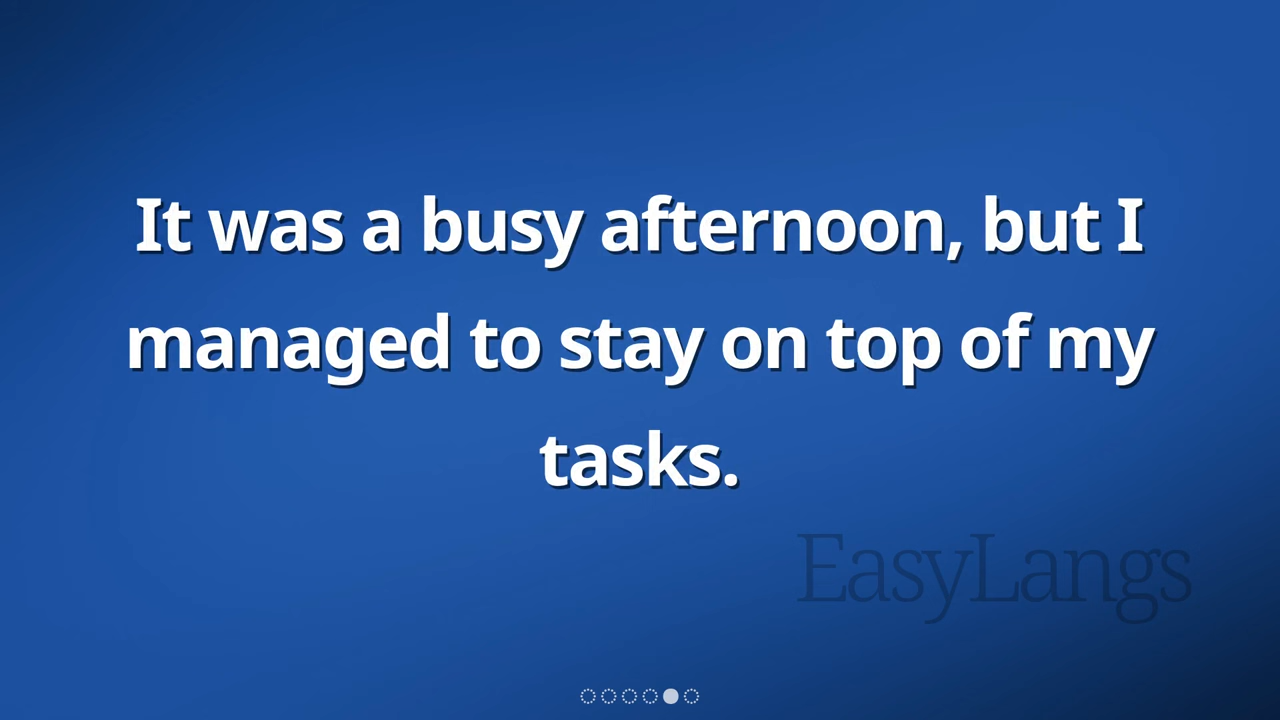 It was a busy afternoon, but I
managed to stay on top of my
tasks.
EasyLangs